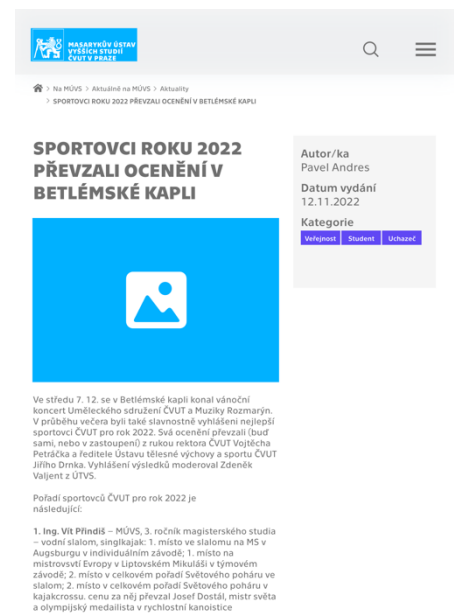 MASARYKŮV ÚSTAV
VYŠŠÍCH STUDIÍ
ČVUT V PRAZE
> Na MÚVS > Aktuálně na MÚVS > Aktuality
> SPORTOVCI ROKU 2022 PŘEVZALI OCENĚNÍ V BETLÉMSKÉ KAPLI
SPORTOVCI ROKU 2022
PŘEVZALI OCENĚNÍ V
BETLÉMSKÉ KAPLI
Autor/ka
Pavel Andres
Datum vydání
12.11.2022
Kategorie
Veřejnost Student Uchazeč
Ve středu 7. 12. se v Betlémské kapli konal vánoční
koncert Uměleckého sdružení ČVUT a Muziky Rozmarýn.
V průběhu večera byli také slavnostně vyhlášeni nejlepší
sportovci ČVUT pro rok 2022. Svá ocenění převzali (buď
sami, nebo v zastoupení) z rukou rektora ČVUT Vojtěcha
Petráčka a ředitele Ústavu tělesné výchovy a sportu ČVUT
Jiřího Drnka. Vyhlášení výsledků moderoval Zdeněk
Valjent z ÚTVS.
Pořadí sportovců ČVUT pro rok 2022 je
následující:
1. Ing. Vít Přindiš – MÚVS, 3. ročník magisterského studia
– vodní slalom, singlkajak: 1. místo ve slalomu na MS v
Augsburgu v individuálním závodě; 1. místo na
mistrovsví Evropy v Liptovském Mikuláši v týmovém
závodě; 2. místo v celkovém pořadí Světového poháru ve
slalom; 2. místo v celkovém pořadí Světového poháru v
kajakcrossu. cenu za něj převzal Josef Dostál, mistr světa
a olympijský medailista v rychlostní kanoistice